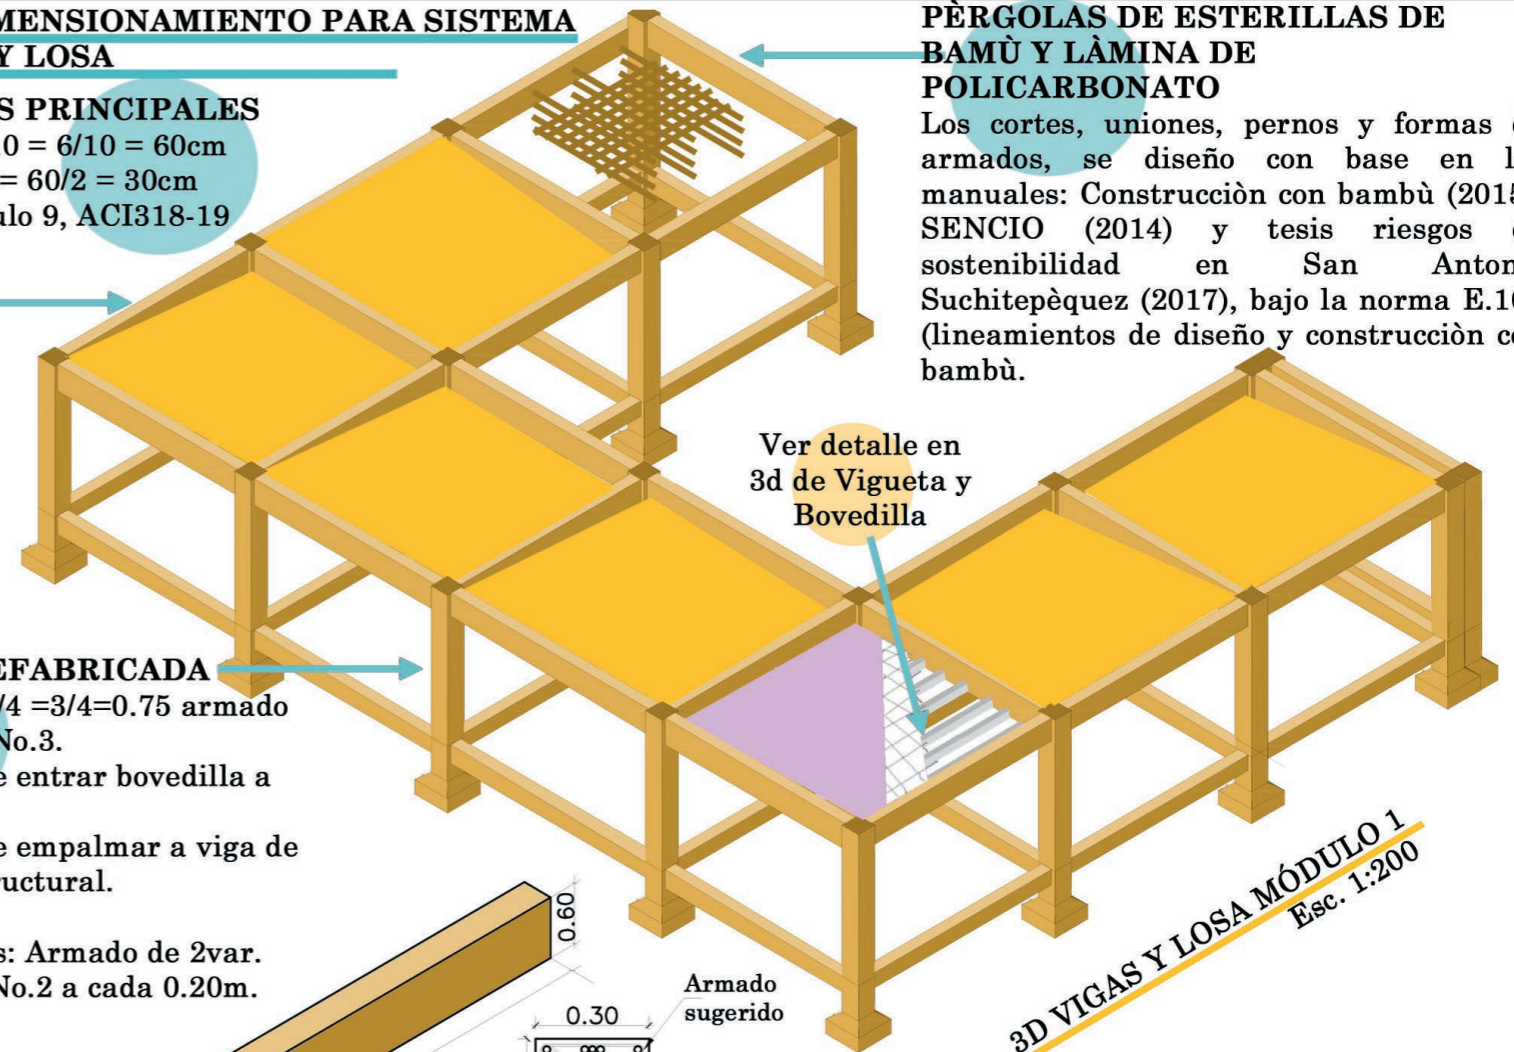 MENSIONAMIENTO PARA SISTEMA
Y LOSA
S PRINCIPALES
0 = 6/10 = 60cm
= 60/2 = 30cm
ulo 9, ACI318-19
PÈRGOLAS DE ESTERILLAS DE
BAMÙ Y LÀMINA DE
POLICARBONATO
Los cortes, uniones, pernos y formas
armados, se diseño con base en l
manuales: Construcciòn con bambù (2015
SENCIO (2014) y tesis riesgos
sostenibilidad en San Anton
Suchitepèquez (2017), bajo la norma E.10
(lineamientos de diseño y construcciòn co
bambù.
Ver detalle en
3d de Vigueta y
Bovedilla
EFABRICADA
/4 =3/4=0.75 armado
No.3.
e entrar bovedilla a
e empalmar a viga de
ructural.
s: Armado de 2var.
No.2 a cada 0.20m.
0.60
0.30
Armado
sugerido
3D VIGAS Y LOSA MÓDULO 1
Esc. 1:200